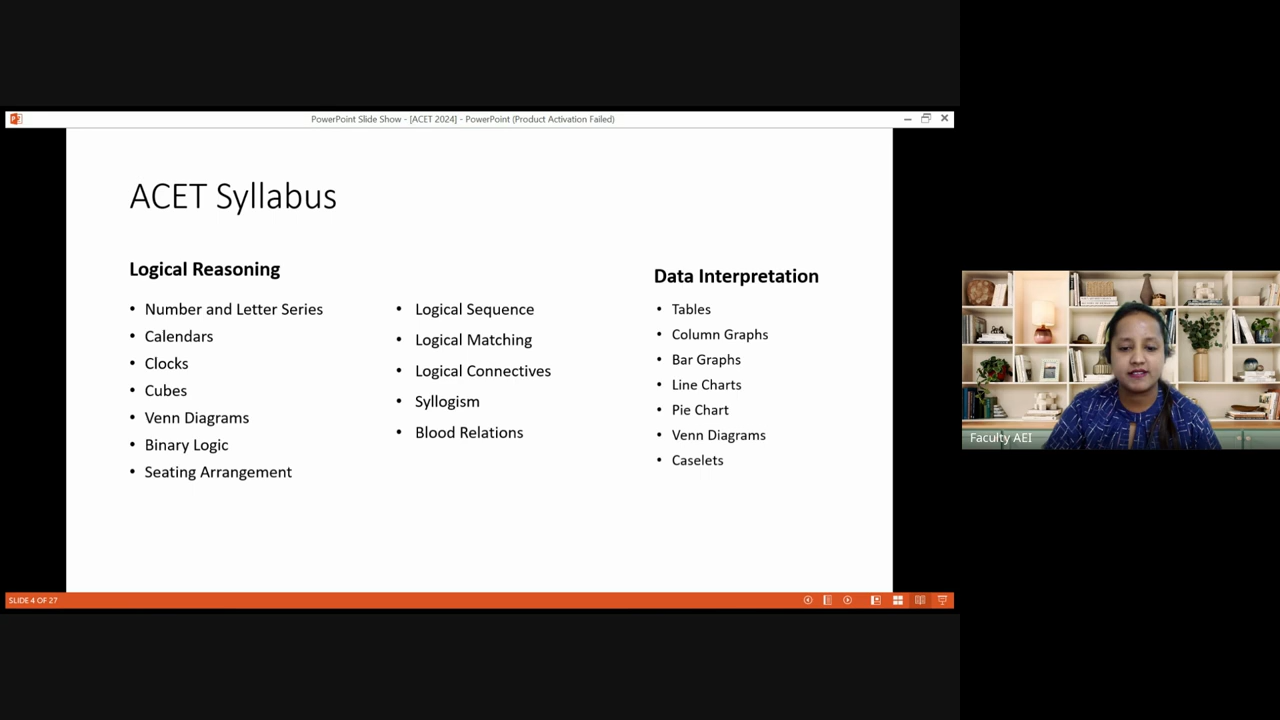 PowerPoint Slide Show - [ACET 2024] - PowerPoint (Product Activation Failed)
ACET Syllabus
Logical Reasoning
• Number and Letter Series
• Calendars
• Clocks
• Cubes
• Venn Diagrams
• Binary Logic
• Seating Arrangement
• Logical Sequence
• Logical Matching
• Logical Connectives
• Syllogism
• Blood Relations
Data Interpretation
• Tables
• Column Graphs
• Bar Graphs
• Line Charts
• Pie Chart
• Venn Diagrams
• Caselets
SLIDE 4 OF 27
Faculty AEI